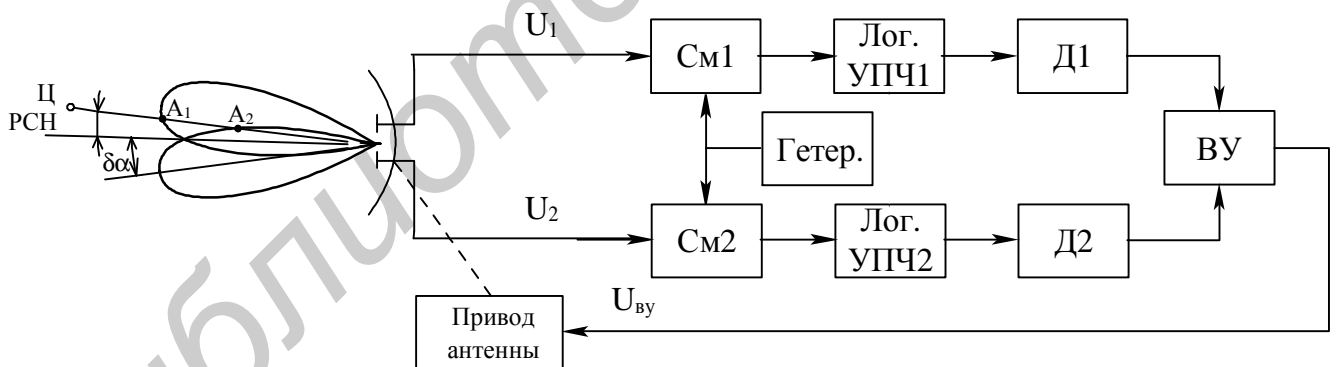 U₁
См1
Лог.
УПЧ1
Д1
Ц
A₁
A₂
РСН
δα
Гетер.
ВУ
U₂
См2
Лог.
УПЧ2
Д2
Uву
Привод
антенны